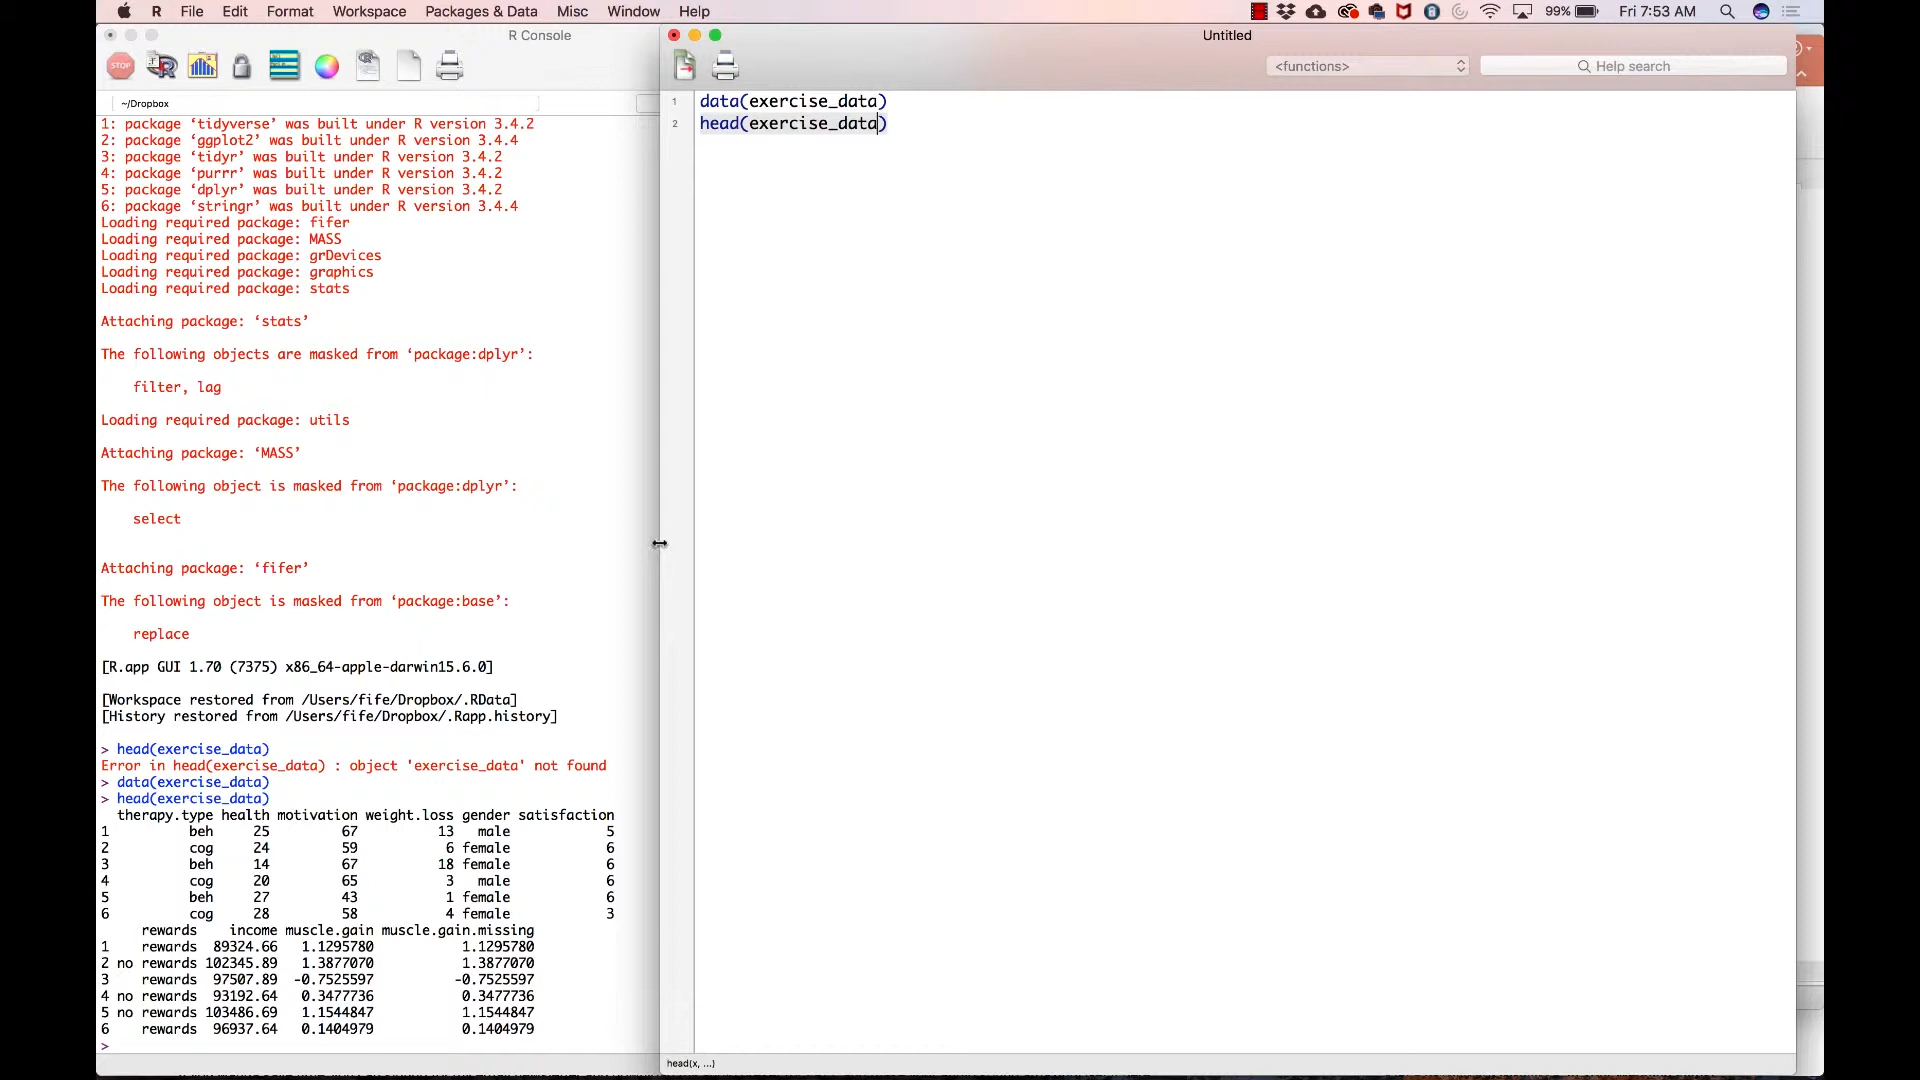 R File Edit Format Workspace Packages & Data Misc Window Help 99% Fri 7:53 AM
R Console
~/Dropbox
1: package ‘tidyverse’ was built under R version 3.4.2
2: package ‘ggplot2’ was built under R version 3.4.4
3: package ‘tidyr’ was built under R version 3.4.2
4: package ‘purrr’ was built under R version 3.4.2
5: package ‘dplyr’ was built under R version 3.4.2
6: package ‘stringr’ was built under R version 3.4.4
Loading required package: fifer
Loading required package: MASS
Loading required package: grDevices
Loading required package: graphics
Loading required package: stats
Attaching package: ‘stats’
The following objects are masked from ‘package:dplyr’:
filter, lag
Loading required package: utils
Attaching package: ‘MASS’
The following object is masked from ‘package:dplyr’:
select
Attaching package: ‘fifer’
The following object is masked from ‘package:base’:
replace
[R.app GUI 1.70 (7375) x86_64-apple-darwin15.6.0]
[Workspace restored from /Users/fife/Dropbox/.RData]
[History restored from /Users/fife/Dropbox/.Rapp.history]
> head(exercise_data)
Error in head(exercise_data) : object 'exercise_data' not found
> data(exercise_data)
> head(exercise_data)
therapy.type health motivation weight.loss gender satisfaction
1 beh 25 67 13 male 5
2 cog 24 59 6 female 6
3 beh 14 67 18 female 6
4 cog 20 65 3 male 6
5 beh 27 43 1 female 6
6 cog 28 58 4 female 3
rewards income muscle.gain muscle.gain.missing
1 rewards 89324.66 1.1295780 1.1295780
2 no rewards 102345.89 1.3877070 1.3877070
3 rewards 97507.89 -0.7525597 -0.7525597
4 no rewards 93192.64 0.3477736 0.3477736
5 no rewards 103486.69 1.1544847 1.1544847
6 rewards 96937.64 0.1404979 0.1404979
>
Untitled
<functions> Help search
1 data(exercise_data)
2 head(exercise_data)
head(x, ...)
STOP